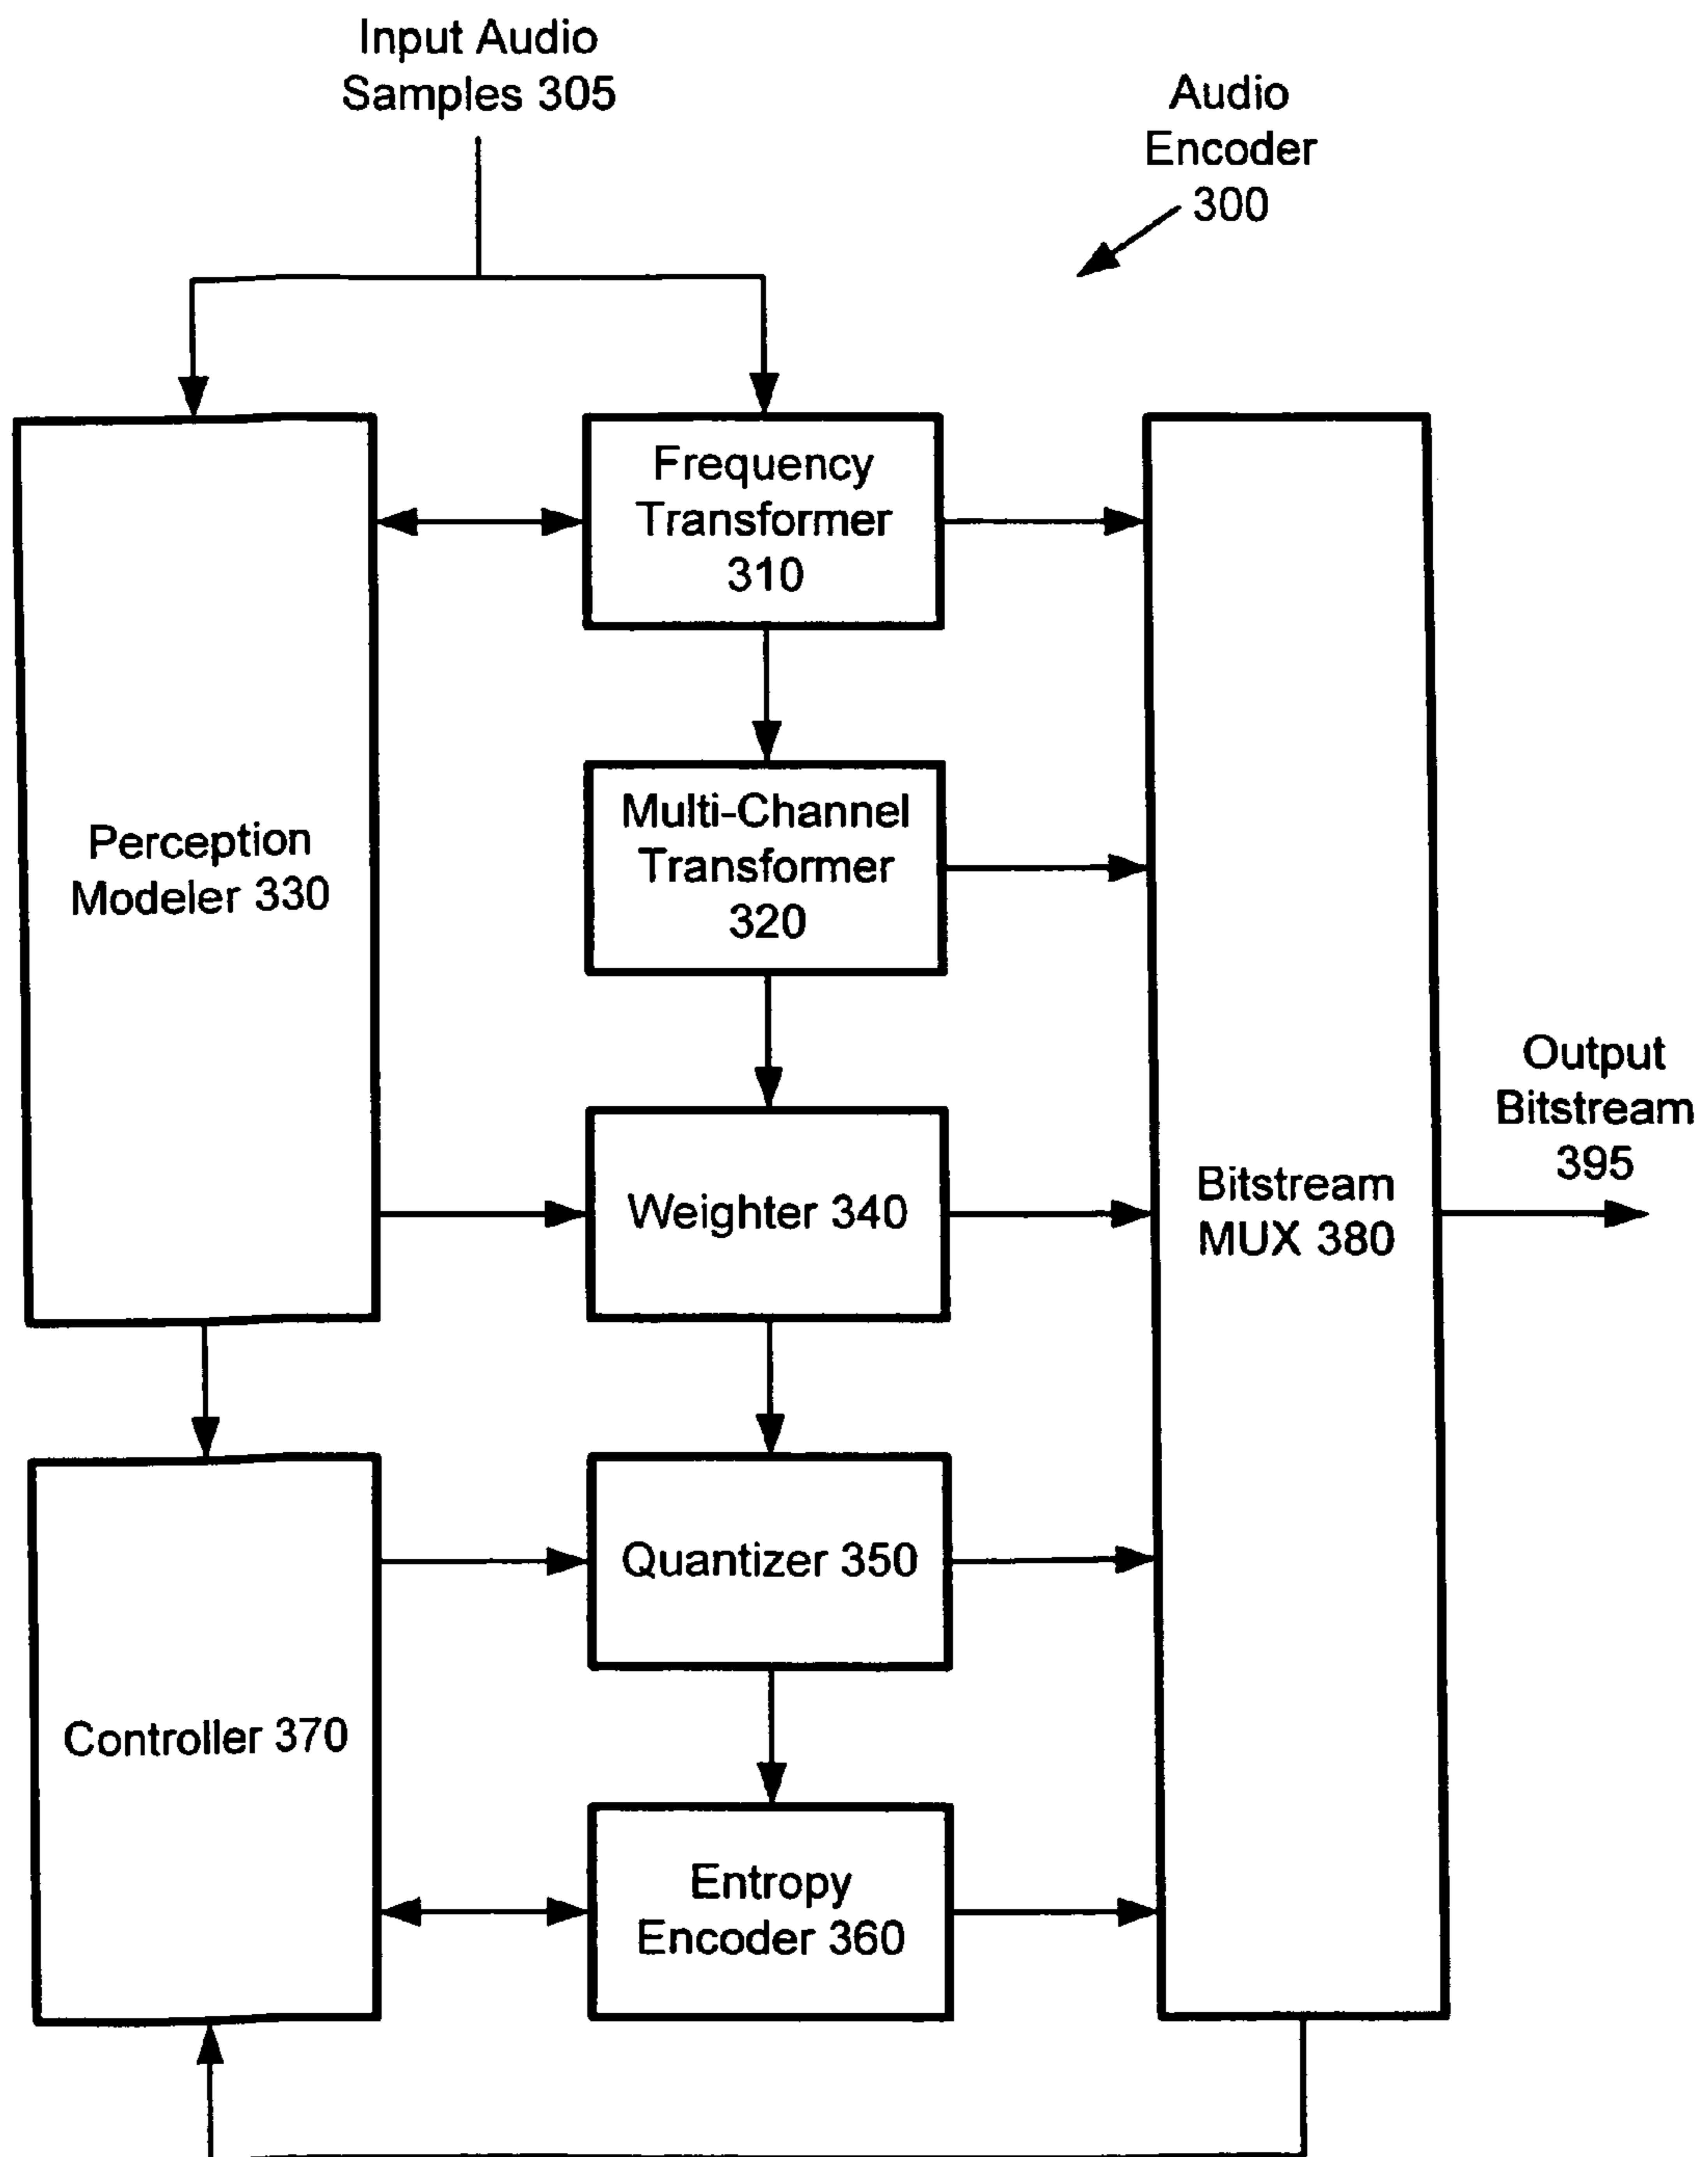 Input Audio
Samples 305
Audio
Encoder
300
Frequency
Transformer
310
Perception
Modeler 330
Multi-Channel
Transformer
320
Weighter 340
Bitstream
MUX 380
Output
Bitstream
395
Quantizer 350
Controller 370
Entropy
Encoder 360